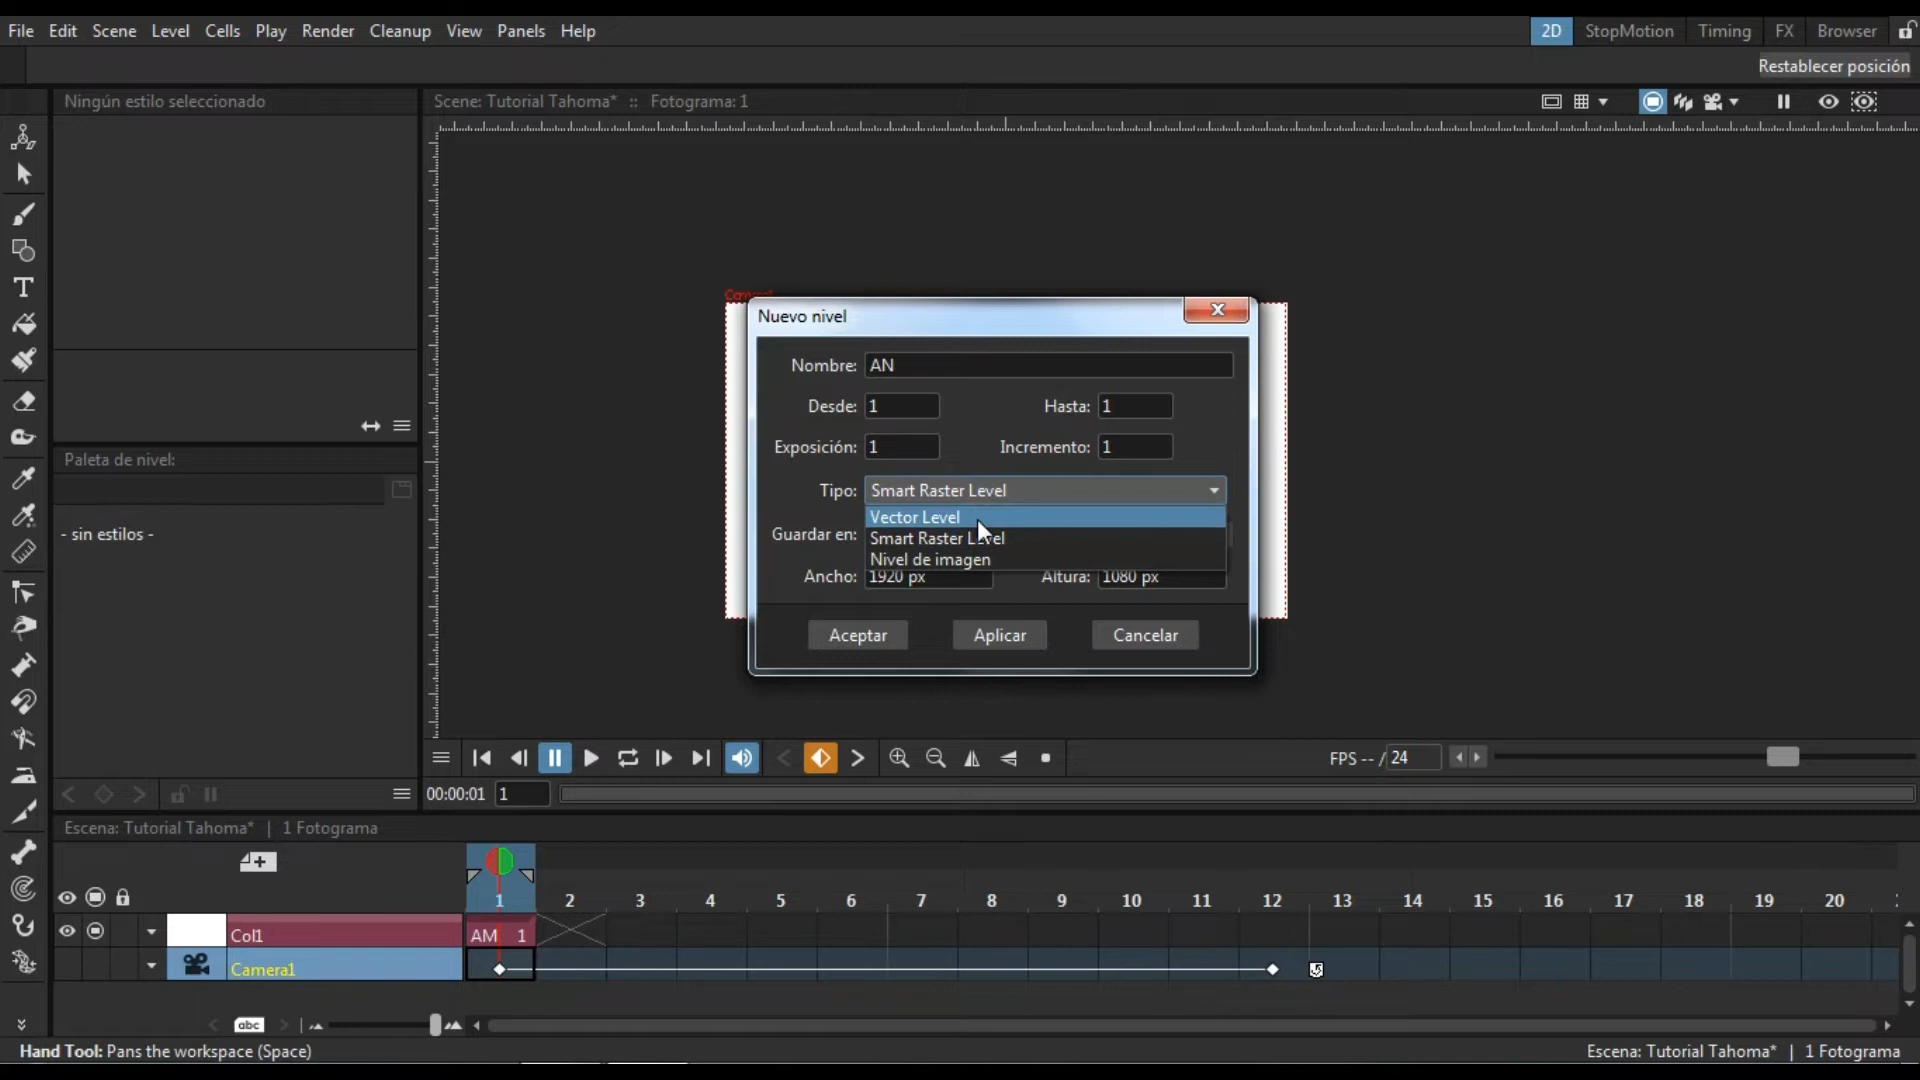 File Edit Scene Level Cells Play Render Cleanup View Panels Help
2D StopMotion Timing FX Browser
Restablecer posición
Ningún estilo seleccionado
Scene: Tutorial Tahoma* :: Fotograma: 1
Nuevo nivel
Nombre: AN
Desde: 1 Hasta: 1
Exposición: 1 Incremento: 1
Tipo: Smart Raster Level
Vector Level
Guardar en: Smart Raster Level
Nivel de imagen
Ancho: 1920 px Altura: 1080 px
Aceptar Aplicar Cancelar
Paleta de nivel:
- sin estilos -
FPS -- / 24
00:00:01 1
Escena: Tutorial Tahoma* | 1 Fotograma
1 2 3 4 5 6 7 8 9 10 11 12 13 14 15 16 17 18 19 20
Col1 AM 1
Camera1
abc
Hand Tool: Pans the workspace (Space)
Escena: Tutorial Tahoma* | 1 Fotograma